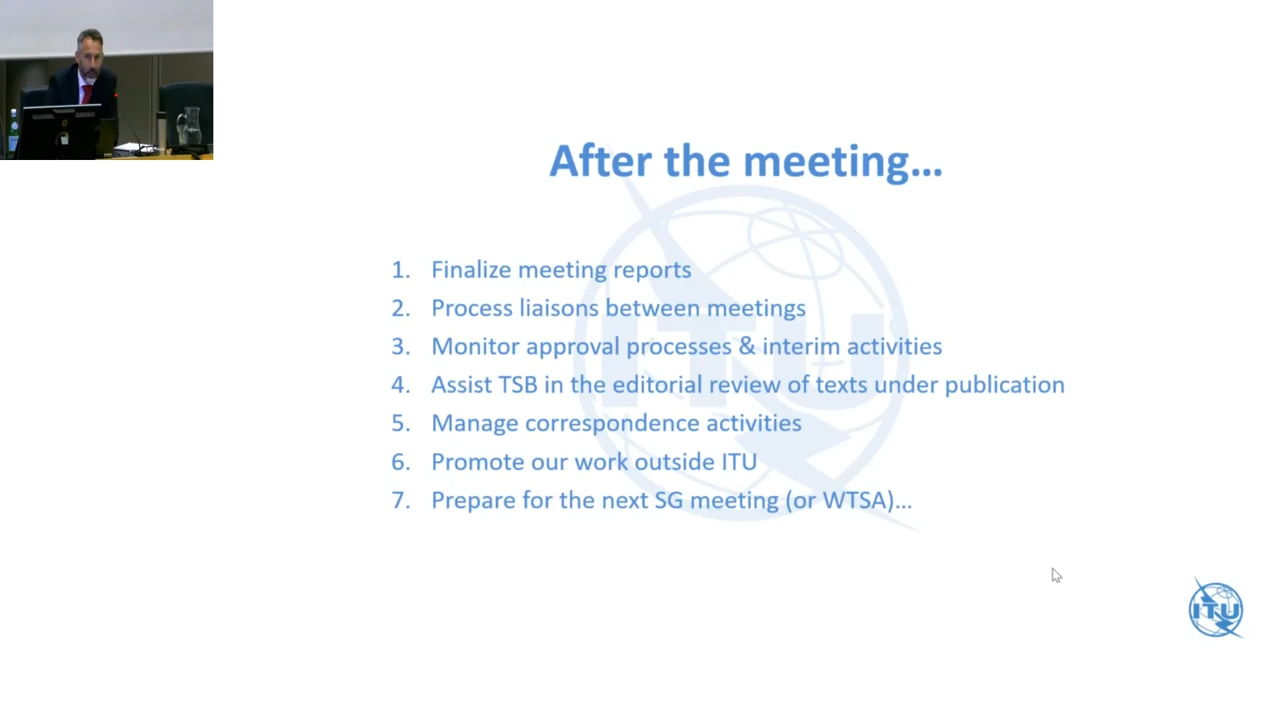 After the meeting…
1. Finalize meeting reports
2. Process liaisons between meetings
3. Monitor approval processes & interim activities
4. Assist TSB in the editorial review of texts under publication
5. Manage correspondence activities
6. Promote our work outside ITU
7. Prepare for the next SG meeting (or WTSA)…
ITU
ITU